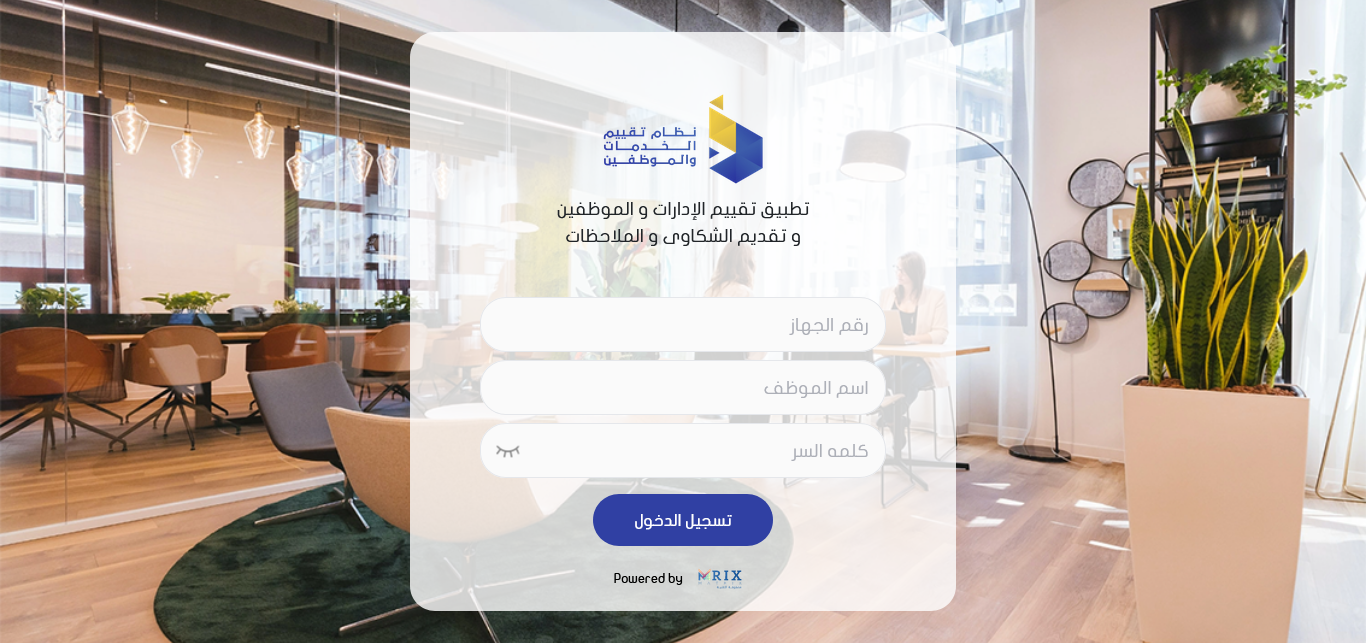 نظام تقييم
الخدمات
والموظفين
تطبيق تقييم الإدارات و الموظفين
و تقديم الشكاوى و الملاحظات
رقم الجهاز
اسم الموظف
كلمه السر
تسجيل الدخول
Powered by RIX